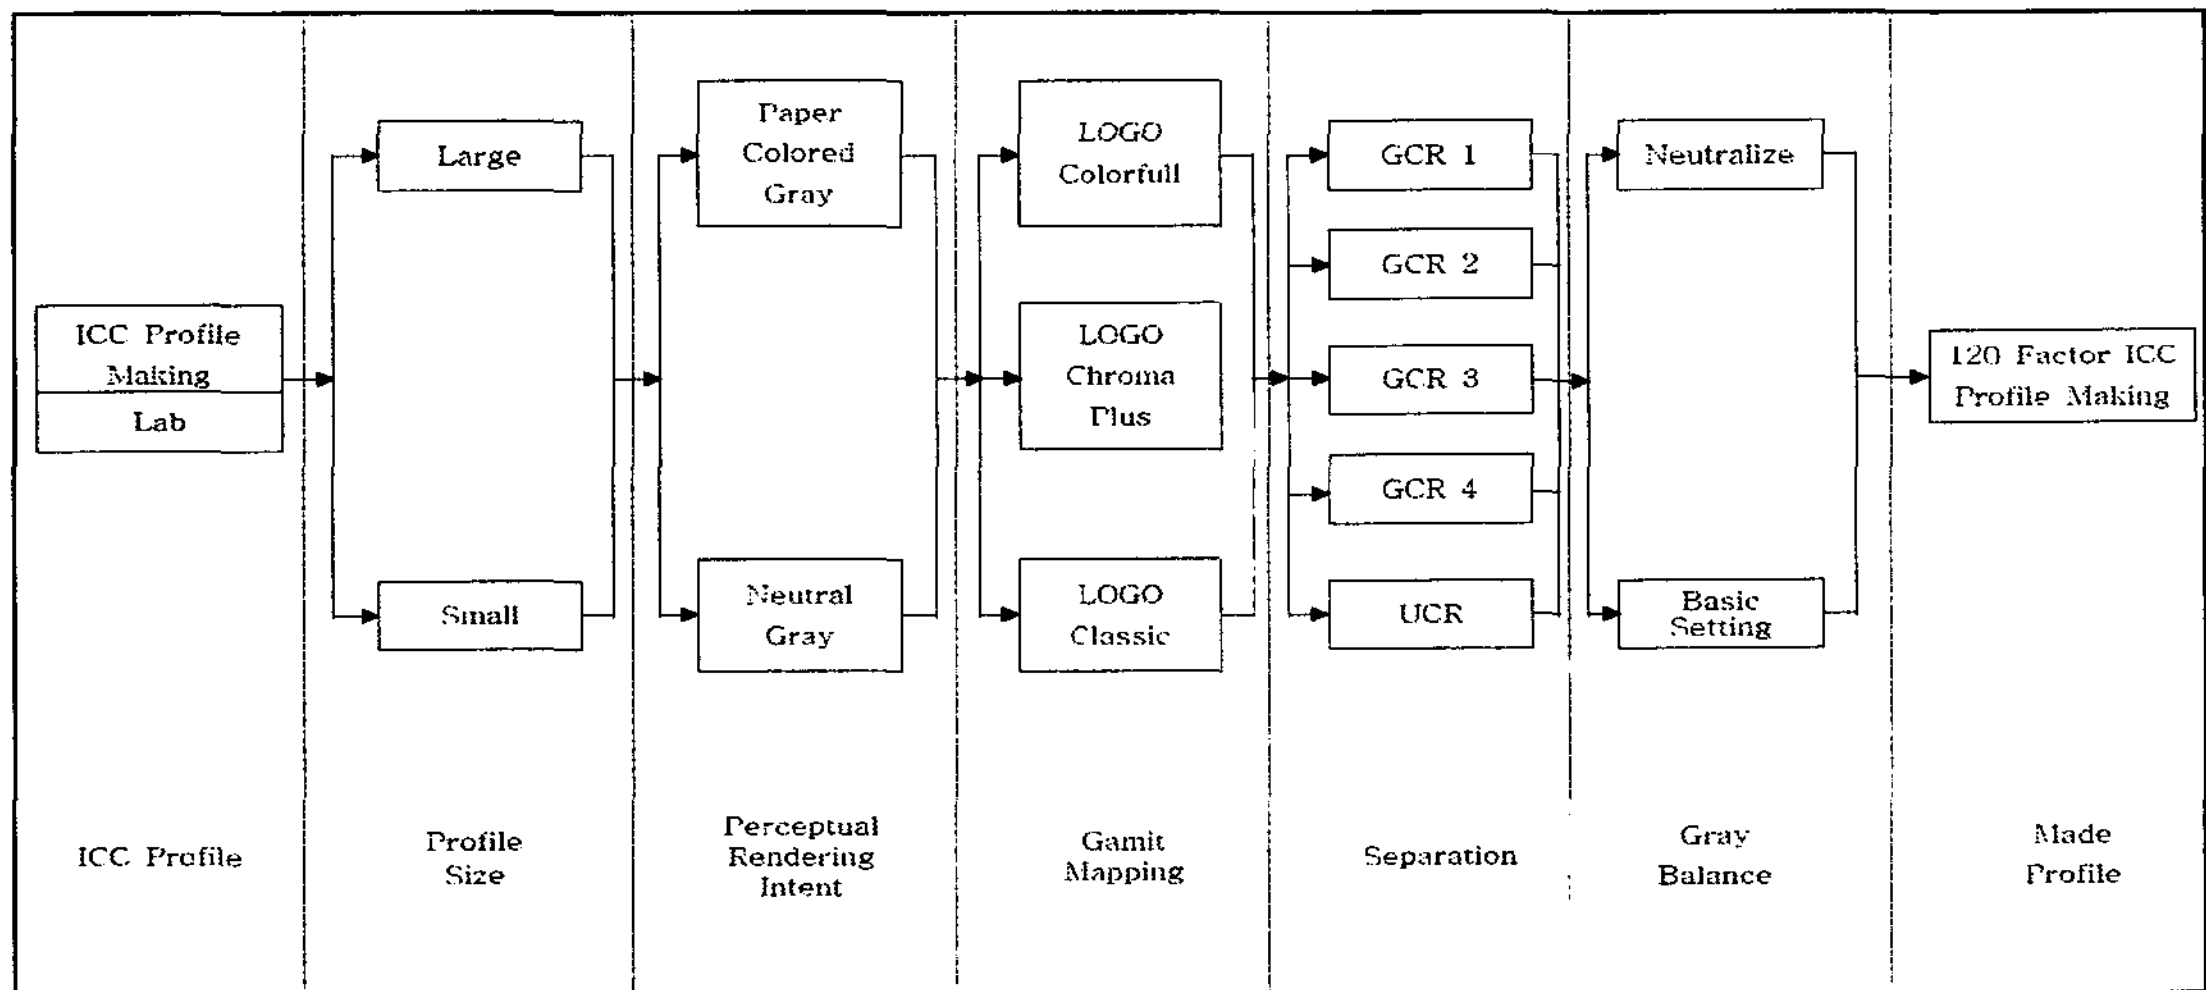 ICC Profile
Making
Lab
Large
Small
Paper
Colored
Gray
Neutral
Gray
LOGO
Colorfull
LOGO
Chroma
Plus
LOGO
Classic
GCR 1
GCR 2
GCR 3
GCR 4
UCR
Neutralize
Basic
Setting
120 Factor ICC
Profile Making
ICC Profile
Profile
Size
Perceptual
Rendering
Intent
Gamit
Mapping
Separation
Gray
Balance
Made
Profile